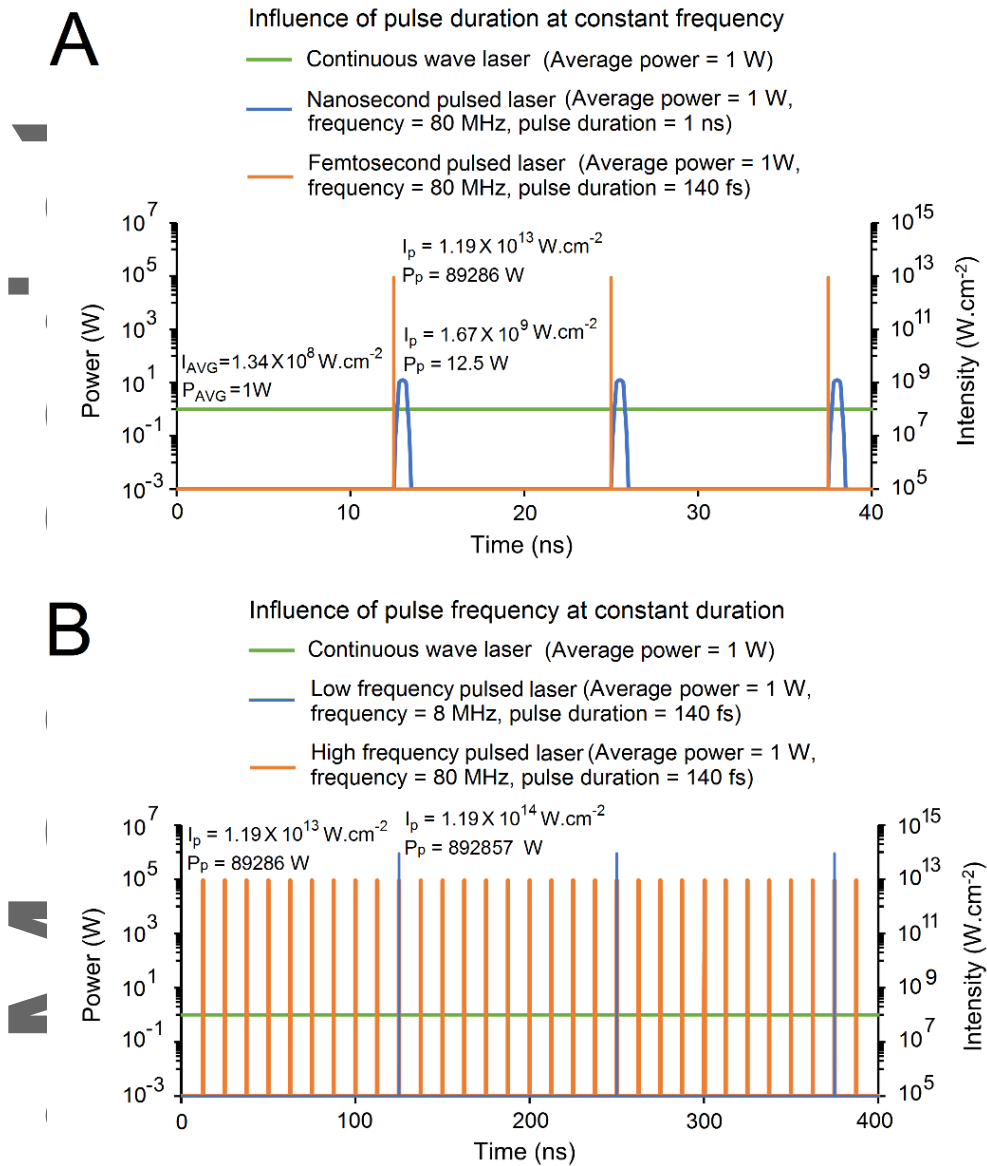 A
Influence of pulse duration at constant frequency
Continuous wave laser (Average power = 1 W)
Nanosecond pulsed laser (Average power = 1 W,
frequency = 80 MHz, pulse duration = 1 ns)
Femtosecond pulsed laser (Average power = 1W,
frequency = 80 MHz, pulse duration = 140 fs)
Power (W)
10^7
10^5
10^3
10^1
10^-1
10^-3
I_p = 1.19 X 10^13 W.cm^-2
P_p = 89286 W
I_p = 1.67 X 10^9 W.cm^-2
P_p = 12.5 W
I_AVG=1.34 X 10^8 W.cm^-2
P_AVG=1W
10^15
10^13
10^11
10^9
10^7
10^5
Intensity (W.cm^-2)
0 10 20 30 40
Time (ns)
B
Influence of pulse frequency at constant duration
Continuous wave laser (Average power = 1 W)
Low frequency pulsed laser (Average power = 1 W,
frequency = 8 MHz, pulse duration = 140 fs)
High frequency pulsed laser (Average power = 1 W,
frequency = 80 MHz, pulse duration = 140 fs)
Power (W)
10^7
10^5
10^3
10^1
10^-1
10^-3
I_p = 1.19 X 10^13 W.cm^-2
P_p = 89286 W
I_p = 1.19 X 10^14 W.cm^-2
P_p = 892857 W
10^15
10^13
10^11
10^9
10^7
10^5
Intensity (W.cm^-2)
0 100 200 300 400
Time (ns)